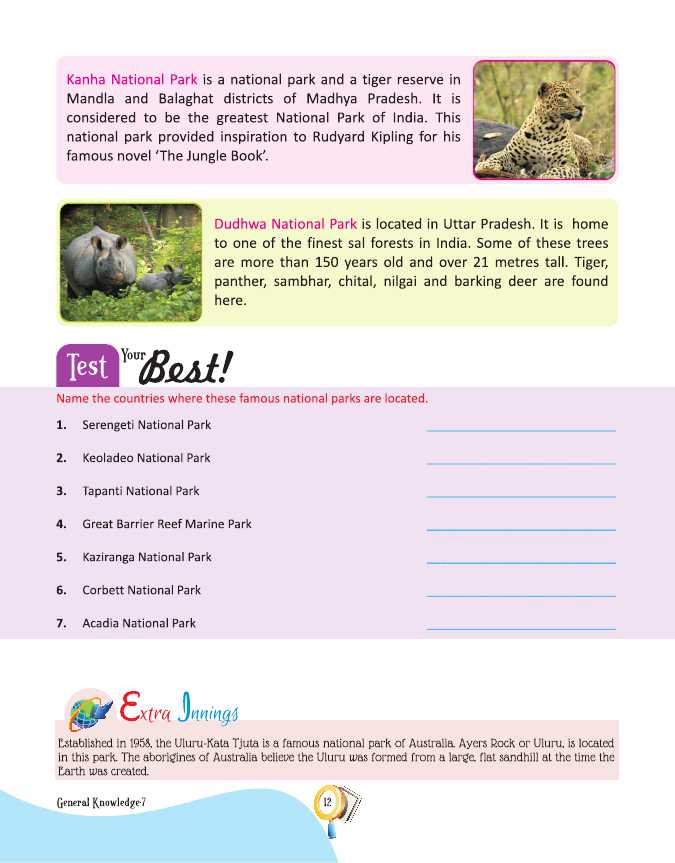 Kanha National Park is a national park and a tiger reserve in
Mandla and Balaghat districts of Madhya Pradesh. It is
considered to be the greatest National Park of India. This
national park provided inspiration to Rudyard Kipling for his
famous novel ‘The Jungle Book’.
Dudhwa National Park is located in Uttar Pradesh. It is home
to one of the finest sal forests in India. Some of these trees
are more than 150 years old and over 21 metres tall. Tiger,
panther, sambhar, chital, nilgai and barking deer are found
here.
Test Your Best!
Name the countries where these famous national parks are located.
1. Serengeti National Park
2. Keoladeo National Park
3. Tapanti National Park
4. Great Barrier Reef Marine Park
5. Kaziranga National Park
6. Corbett National Park
7. Acadia National Park
Extra Innings
Established in 1958, the Uluru-Kata Tjuta is a famous national park of Australia. Ayers Rock or Uluru, is located
in this park. The aborigines of Australia believe the Uluru was formed from a large, flat sandhill at the time the
Earth was created.
General Knowledge-7
12